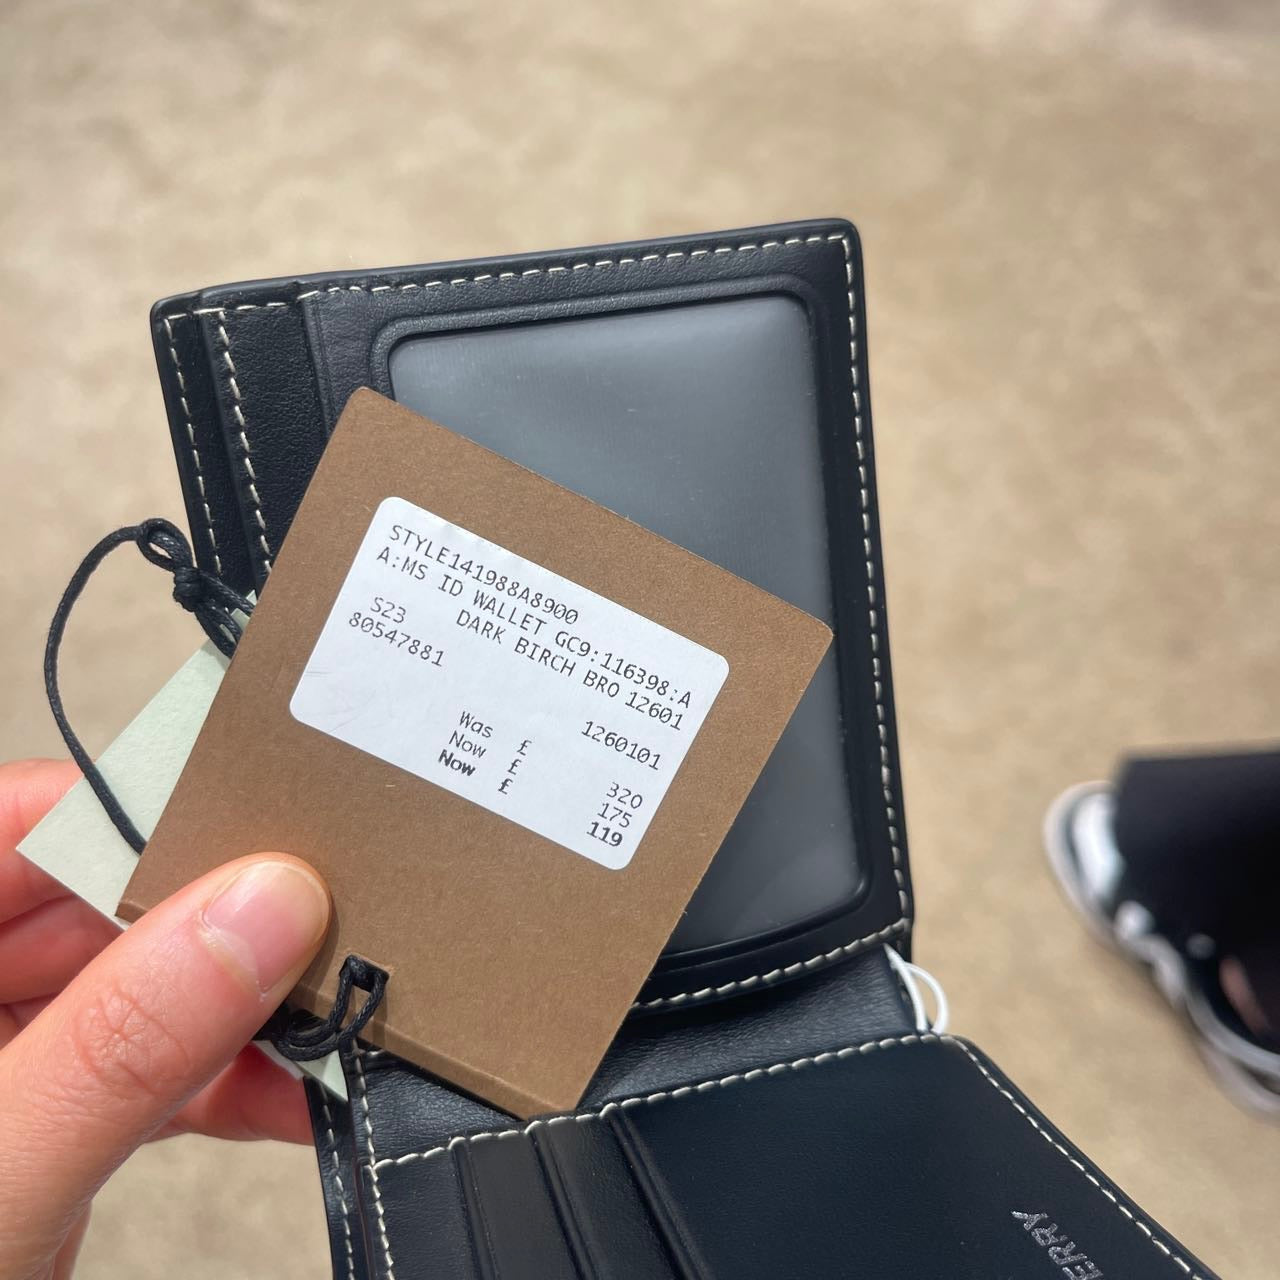 STYLE141988A8900
A:MS ID WALLET GC9:116398:A
S23 DARK BIRCH BRO 12601
80547881 1260101
Was £ 320
Now £ 175
Now £ 119
ERRY